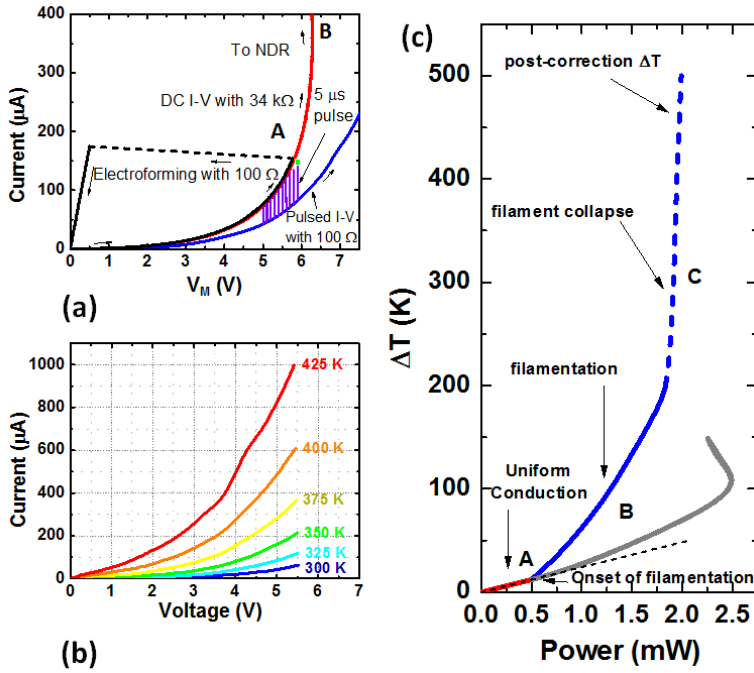 400
300
200
100
0
Current (µA)
B
To NDR
DC I-V with 34 kΩ
5 µs
pulse
A
Electroforming with 100 Ω
Pulsed I-V
with 100 Ω
0 1 2 3 4 5 6 7
V_M (V)
(a)
1000
800
600
400
200
0
Current (µA)
425 K
400 K
375 K
350 K
325 K
300 K
0 1 2 3 4 5 6 7
Voltage (V)
(b)
(c)
500
400
300
200
100
0
ΔT (K)
post-correction ΔT
filament collapse
C
filamentation
Uniform
Conduction
B
A
Onset of filamentation
0.0 0.5 1.0 1.5 2.0 2.5
Power (mW)